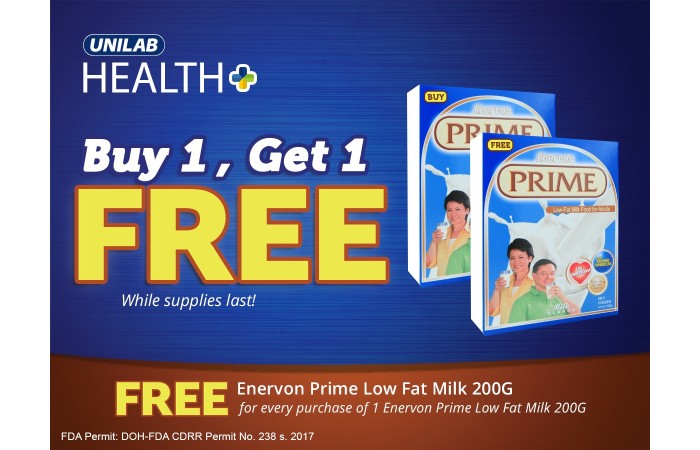 UNILAB
HEALTH+
Buy 1, Get 1
FREE
While supplies last!
BUY
Enervon
PRIME
FREE
Enervon
PRIME
Low Fat Milk Food for Adults
FREE Enervon Prime Low Fat Milk 200G
for every purchase of 1 Enervon Prime Low Fat Milk 200G
FDA Permit: DOH-FDA CDRR Permit No. 238 s. 2017